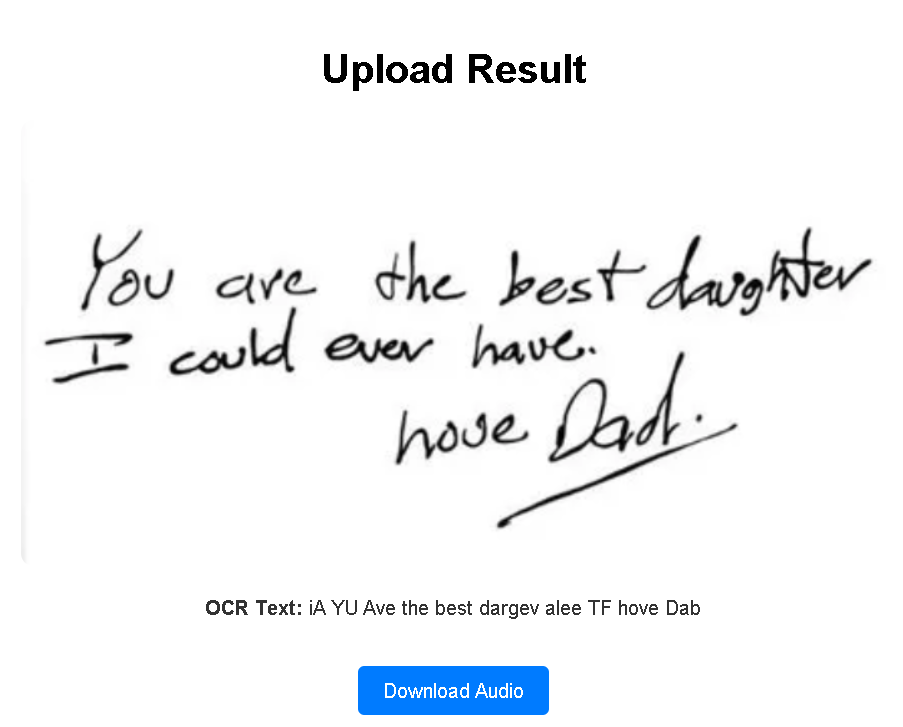 Upload Result
You are the best daughter
I could ever have.
Love Dad.
OCR Text: iA YU Ave the best dargev alee TF hove Dab
Download Audio